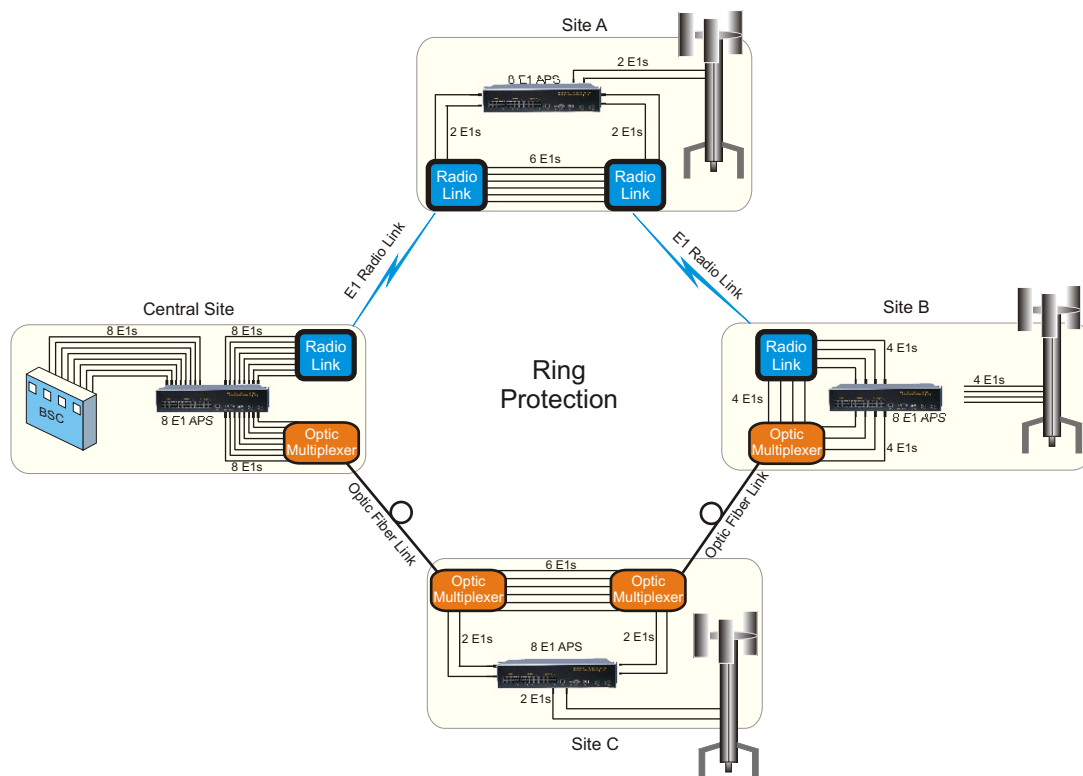 Site A
2 E1s
8 E1 APS
2 E1s
2 E1s
6 E1s
Radio
Link
Radio
Link
E1 Radio Link
E1 Radio Link
Central Site
8 E1s
8 E1s
Radio
Link
BSC
8 E1 APS
Optic
Multiplexer
8 E1s
Ring
Protection
Site B
Radio
Link
4 E1s
4 E1s
4 E1s
8 E1 APS
Optic
Multiplexer
4 E1s
Optic Fiber Link
Optic Fiber Link
6 E1s
Optic
Multiplexer
Optic
Multiplexer
2 E1s
2 E1s
8 E1 APS
2 E1s
Site C